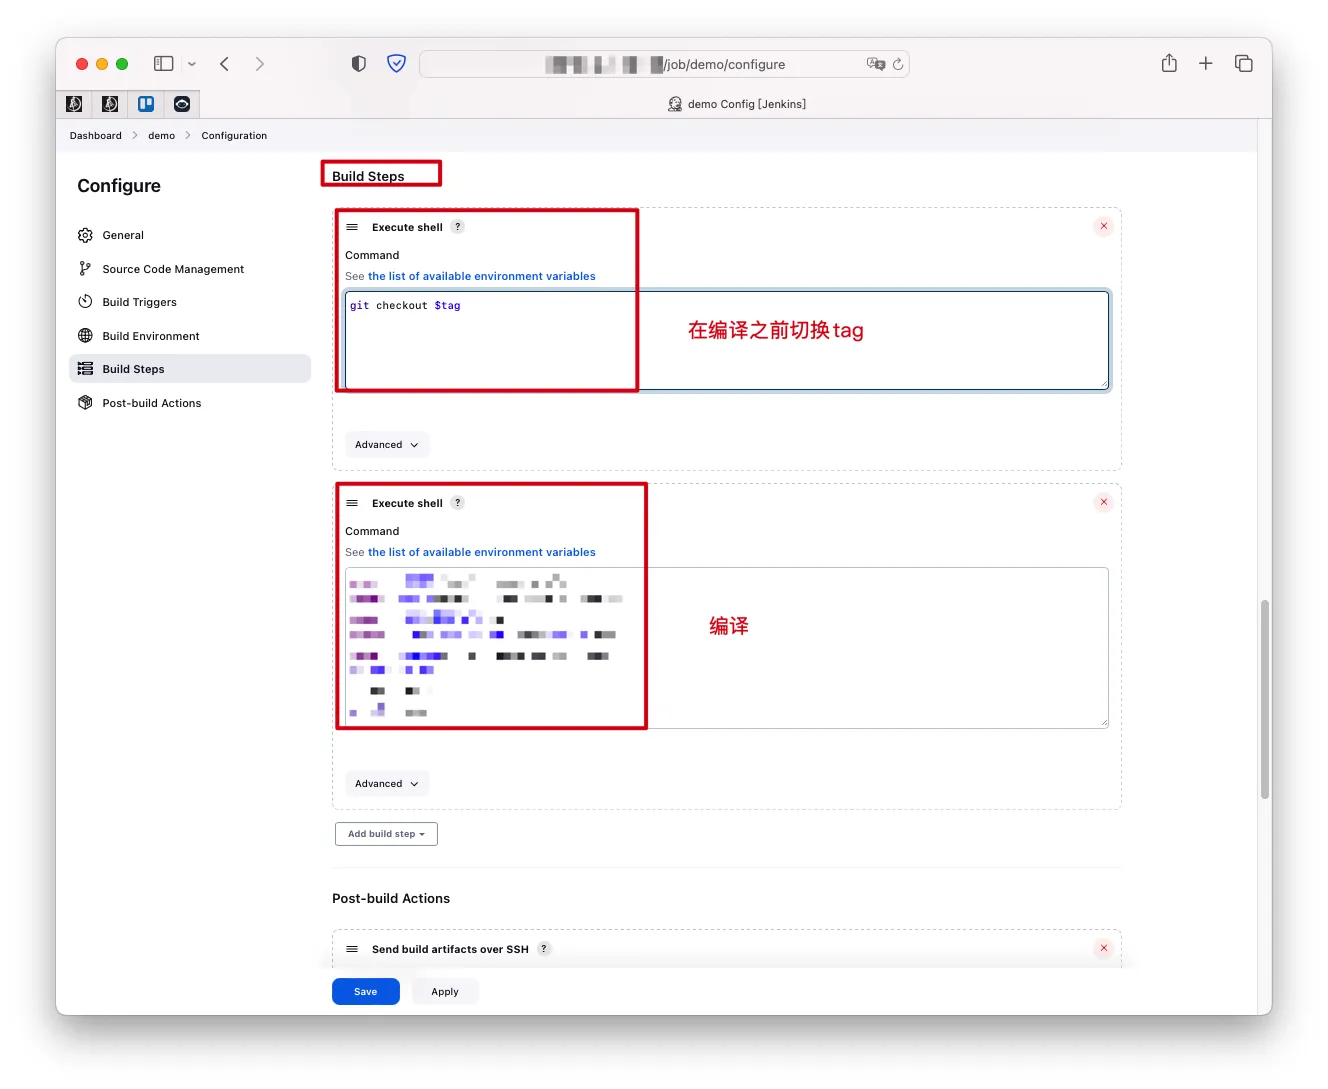 /job/demo/configure
demo Config [Jenkins]
Dashboard > demo > Configuration
Configure
General
Source Code Management
Build Triggers
Build Environment
Build Steps
Post-build Actions
Build Steps
Execute shell ?
Command
See the list of available environment variables
git checkout $tag
在编译之前切换tag
Advanced
Execute shell ?
Command
See the list of available environment variables
编译
Advanced
Add build step
Post-build Actions
Send build artifacts over SSH ?
Save
Apply